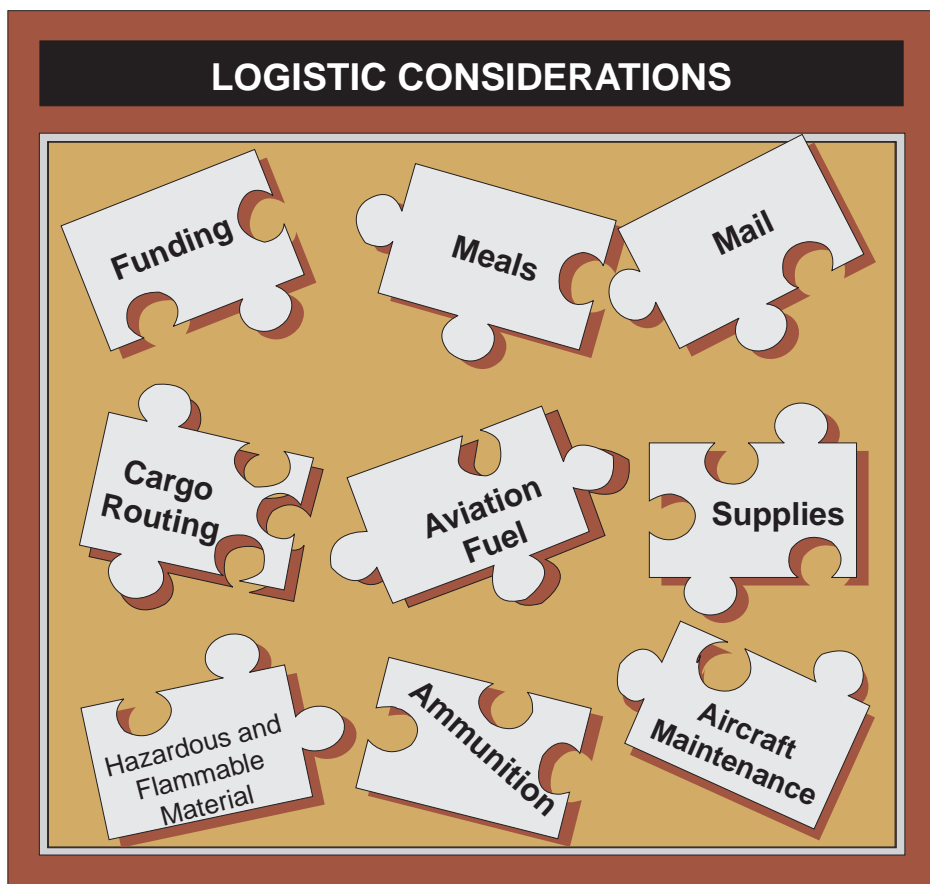 LOGISTIC CONSIDERATIONS
Funding
Meals
Mail
Cargo
Routing
Aviation
Fuel
Supplies
Hazardous and
Flammable
Material
Ammunition
Aircraft
Maintenance